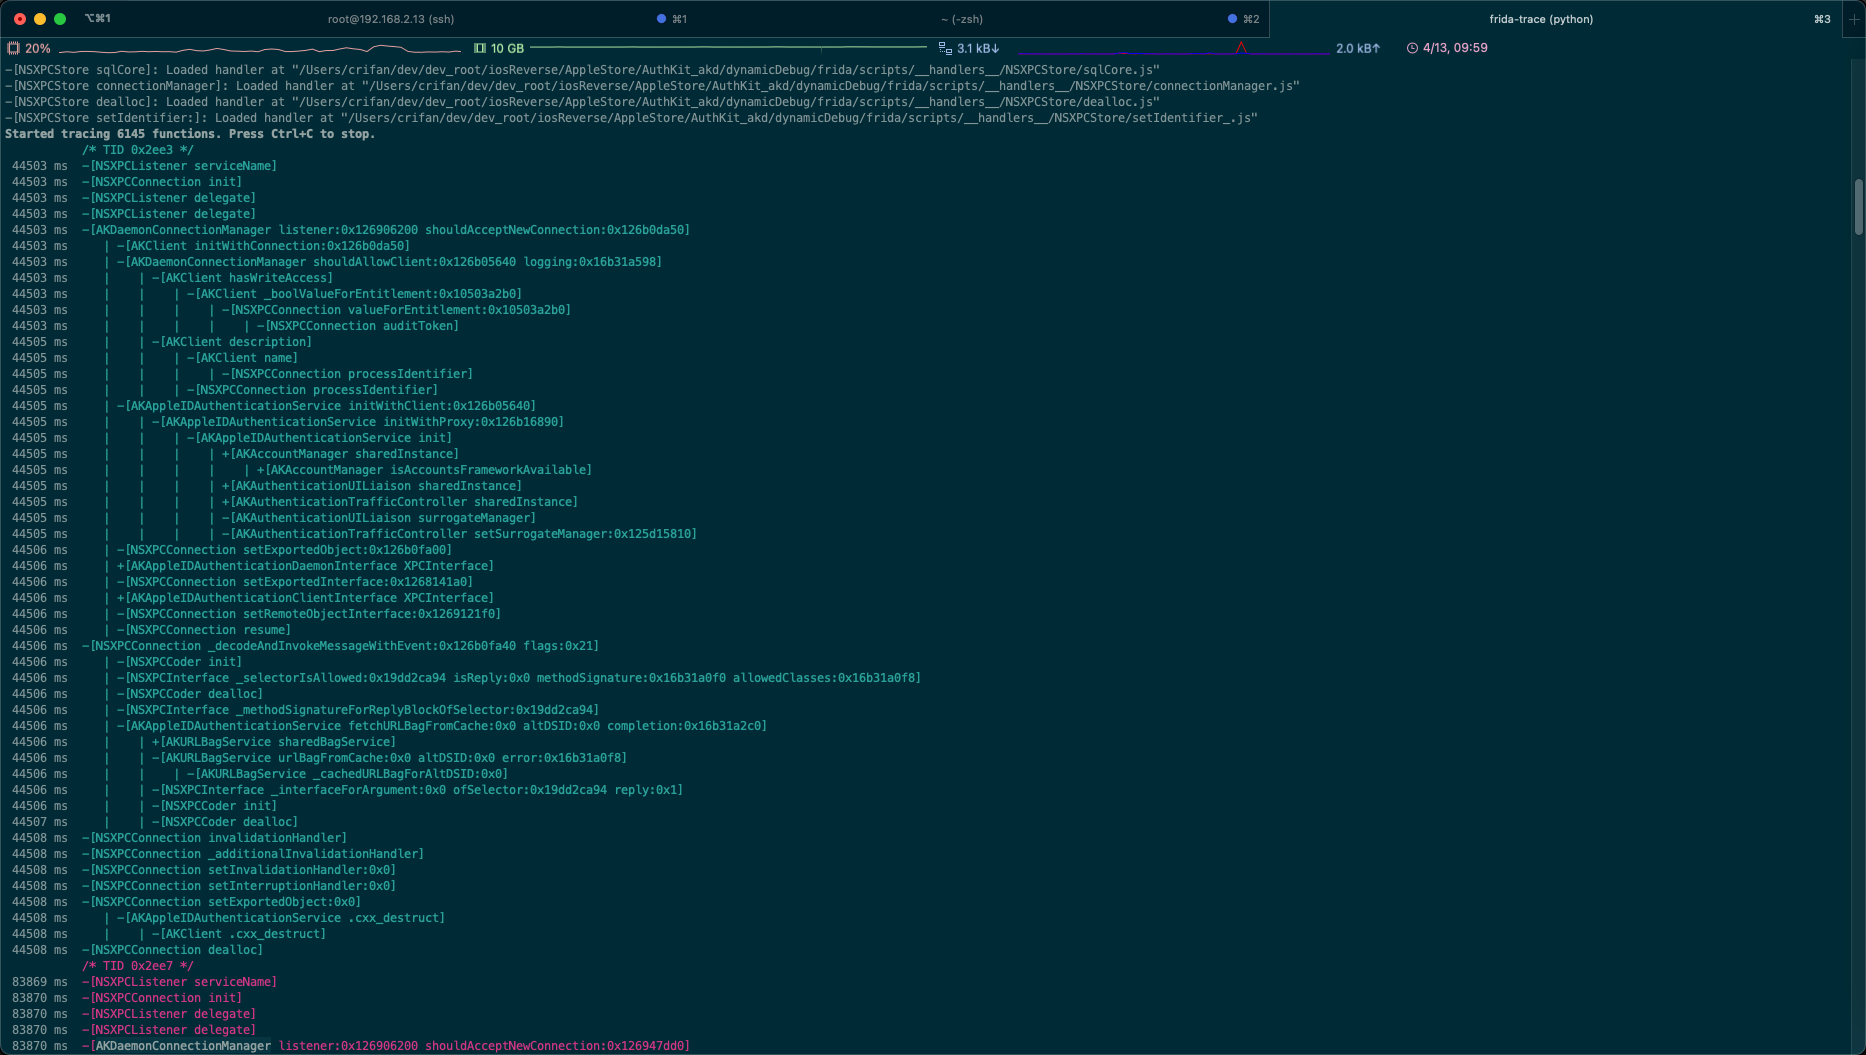 ⌥⌘1 root@192.168.2.13 (ssh) ⌘1 ~ (-zsh) ⌘2 frida-trace (python) ⌘3 +
20% 10 GB 3.1 kB↓ 2.0 kB↑ 4/13, 09:59
-[NSXPCStore sqlCore]: Loaded handler at "/Users/crifan/dev/dev_root/iosReverse/AppleStore/AuthKit_akd/dynamicDebug/frida/scripts/__handlers__/NSXPCStore/sqlCore.js"
-[NSXPCStore connectionManager]: Loaded handler at "/Users/crifan/dev/dev_root/iosReverse/AppleStore/AuthKit_akd/dynamicDebug/frida/scripts/__handlers__/NSXPCStore/connectionManager.js"
-[NSXPCStore dealloc]: Loaded handler at "/Users/crifan/dev/dev_root/iosReverse/AppleStore/AuthKit_akd/dynamicDebug/frida/scripts/__handlers__/NSXPCStore/dealloc.js"
-[NSXPCStore setIdentifier:]: Loaded handler at "/Users/crifan/dev/dev_root/iosReverse/AppleStore/AuthKit_akd/dynamicDebug/frida/scripts/__handlers__/NSXPCStore/setIdentifier_.js"
Started tracing 6145 functions. Press Ctrl+C to stop.
/* TID 0x2ee3 */
44503 ms -[NSXPCListener serviceName]
44503 ms -[NSXPCConnection init]
44503 ms -[NSXPCListener delegate]
44503 ms -[NSXPCListener delegate]
44503 ms -[AKDaemonConnectionManager listener:0x126906200 shouldAcceptNewConnection:0x126b0da50]
44503 ms | -[AKClient initWithConnection:0x126b0da50]
44503 ms | -[AKDaemonConnectionManager shouldAllowClient:0x126b05640 logging:0x16b31a598]
44503 ms | | -[AKClient hasWriteAccess]
44503 ms | | | -[AKClient _boolValueForEntitlement:0x10503a2b0]
44503 ms | | | | -[NSXPCConnection valueForEntitlement:0x10503a2b0]
44503 ms | | | | | -[NSXPCConnection auditToken]
44505 ms | | -[AKClient description]
44505 ms | | | -[AKClient name]
44505 ms | | | | -[NSXPCConnection processIdentifier]
44505 ms | | | -[NSXPCConnection processIdentifier]
44505 ms | -[AKAppleIDAuthenticationService initWithClient:0x126b05640]
44505 ms | | -[AKAppleIDAuthenticationService initWithProxy:0x126b16890]
44505 ms | | | -[AKAppleIDAuthenticationService init]
44505 ms | | | | +[AKAccountManager sharedInstance]
44505 ms | | | | | +[AKAccountManager isAccountsFrameworkAvailable]
44505 ms | | | | +[AKAuthenticationUILiaison sharedInstance]
44505 ms | | | | +[AKAuthenticationTrafficController sharedInstance]
44505 ms | | | | -[AKAuthenticationUILiaison surrogateManager]
44505 ms | | | | -[AKAuthenticationTrafficController setSurrogateManager:0x125d15810]
44506 ms | -[NSXPCConnection setExportedObject:0x126b0fa00]
44506 ms | +[AKAppleIDAuthenticationDaemonInterface XPCInterface]
44506 ms | -[NSXPCConnection setExportedInterface:0x1268141a0]
44506 ms | +[AKAppleIDAuthenticationClientInterface XPCInterface]
44506 ms | -[NSXPCConnection setRemoteObjectInterface:0x1269121f0]
44506 ms | -[NSXPCConnection resume]
44506 ms -[NSXPCConnection _decodeAndInvokeMessageWithEvent:0x126b0fa40 flags:0x21]
44506 ms | -[NSXPCCoder init]
44506 ms | -[NSXPCInterface _selectorIsAllowed:0x19dd2ca94 isReply:0x0 methodSignature:0x16b31a0f0 allowedClasses:0x16b31a0f8]
44506 ms | -[NSXPCCoder dealloc]
44506 ms | -[NSXPCInterface _methodSignatureForReplyBlockOfSelector:0x19dd2ca94]
44506 ms | -[AKAppleIDAuthenticationService fetchURLBagFromCache:0x0 altDSID:0x0 completion:0x16b31a2c0]
44506 ms | | +[AKURLBagService sharedBagService]
44506 ms | | -[AKURLBagService urlBagFromCache:0x0 altDSID:0x0 error:0x16b31a0f8]
44506 ms | | | -[AKURLBagService _cachedURLBagForAltDSID:0x0]
44506 ms | | -[NSXPCInterface _interfaceForArgument:0x0 ofSelector:0x19dd2ca94 reply:0x1]
44506 ms | | -[NSXPCCoder init]
44507 ms | | -[NSXPCCoder dealloc]
44508 ms -[NSXPCConnection invalidationHandler]
44508 ms -[NSXPCConnection _additionalInvalidationHandler]
44508 ms -[NSXPCConnection setInvalidationHandler:0x0]
44508 ms -[NSXPCConnection setInterruptionHandler:0x0]
44508 ms -[NSXPCConnection setExportedObject:0x0]
44508 ms | -[AKAppleIDAuthenticationService .cxx_destruct]
44508 ms | | -[AKClient .cxx_destruct]
44508 ms -[NSXPCConnection dealloc]
/* TID 0x2ee7 */
83869 ms -[NSXPCListener serviceName]
83870 ms -[NSXPCConnection init]
83870 ms -[NSXPCListener delegate]
83870 ms -[NSXPCListener delegate]
83870 ms -[AKDaemonConnectionManager listener:0x126906200 shouldAcceptNewConnection:0x126947dd0]